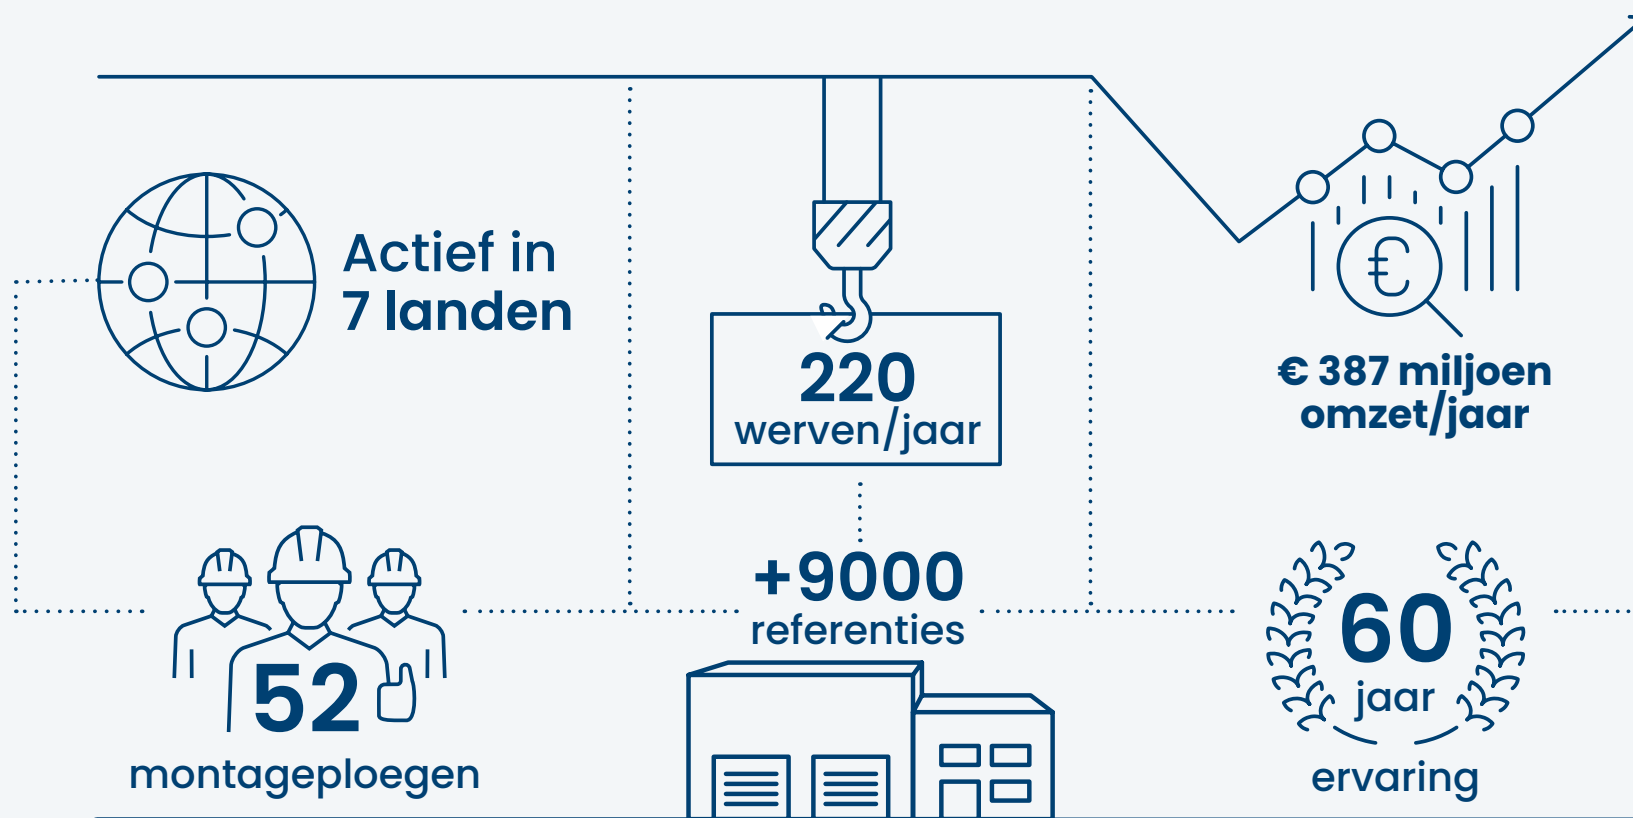 Actief in
7 landen
220
werven/jaar
€
€ 387 miljoen
omzet/jaar
52
montageploegen
+9000
referenties
60
jaar
ervaring